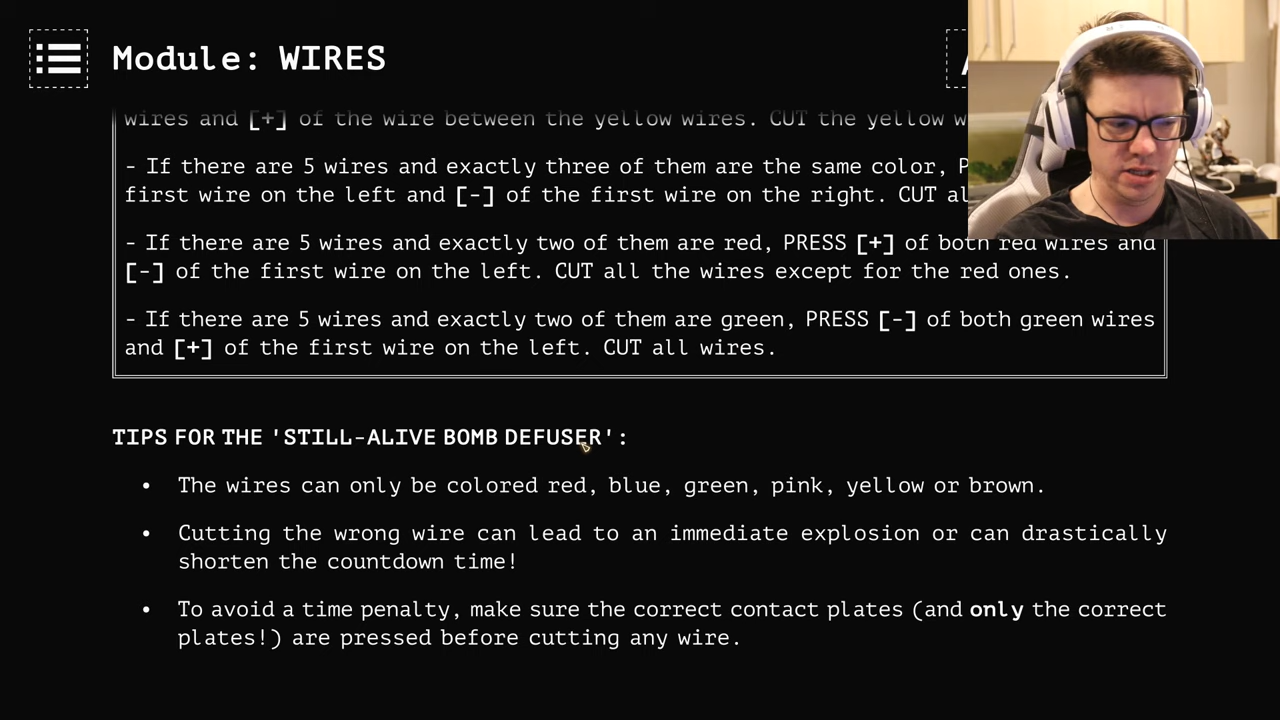 Module: WIRES
wires and [+] of the wire between the yellow wires. CUT the yellow
- If there are 5 wires and exactly three of them are the same color,
first wire on the left and [-] of the first wire on the right. CUT
- If there are 5 wires and exactly two of them are red, PRESS [+] of both red wires and
[-] of the first wire on the left. CUT all the wires except for the red ones.
- If there are 5 wires and exactly two of them are green, PRESS [-] of both green wires
and [+] of the first wire on the left. CUT all wires.
TIPS FOR THE 'STILL-ALIVE BOMB DEFUSER':
• The wires can only be colored red, blue, green, pink, yellow or brown.
• Cutting the wrong wire can lead to an immediate explosion or can drastically
shorten the countdown time!
• To avoid a time penalty, make sure the correct contact plates (and only the correct
plates!) are pressed before cutting any wire.